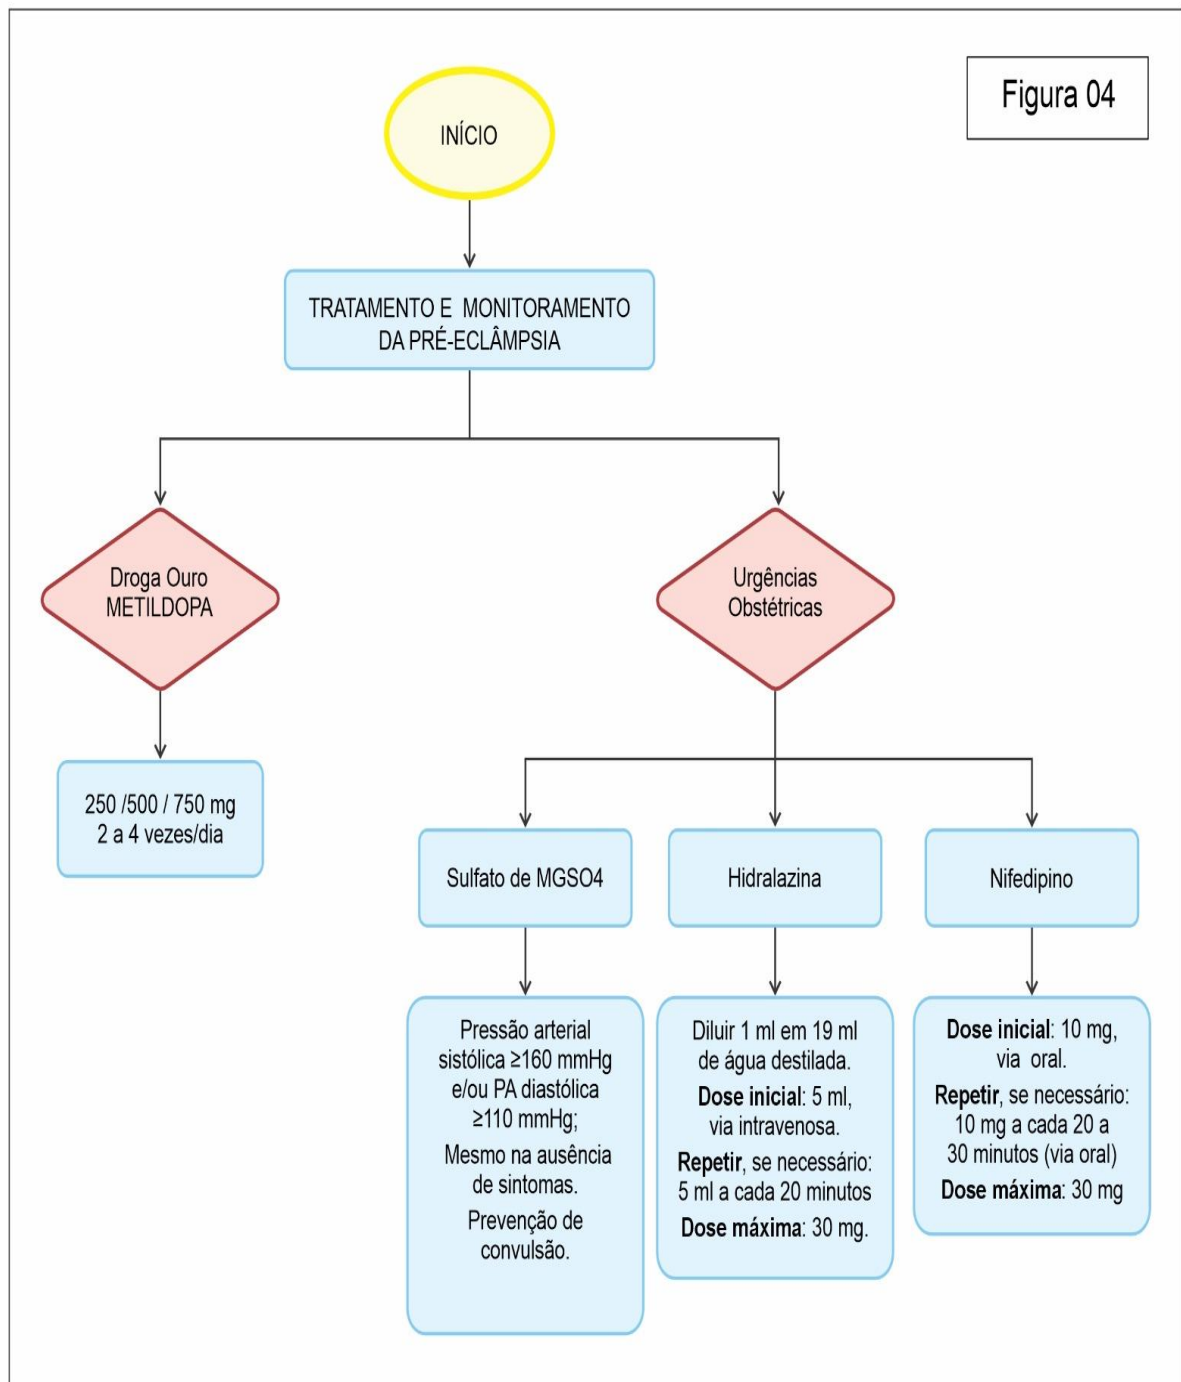 Figura 04
INÍCIO
TRATAMENTO E MONITORAMENTO
DA PRÉ-ECLÂMPSIA
Droga Ouro
METILDOPA
Urgências
Obstétricas
250 /500 / 750 mg
2 a 4 vezes/dia
Sulfato de MGSO4
Hidralazina
Nifedipino
Pressão arterial
sistólica ≥160 mmHg
e/ou PA diastólica
≥110 mmHg;
Mesmo na ausência
de sintomas.
Prevenção de
convulsão.
Diluir 1 ml em 19 ml
de água destilada.
Dose inicial: 5 ml,
via intravenosa.
Repetir, se necessário:
5 ml a cada 20 minutos
Dose máxima: 30 mg.
Dose inicial: 10 mg,
via oral.
Repetir, se necessário:
10 mg a cada 20 a
30 minutos (via oral)
Dose máxima: 30 mg